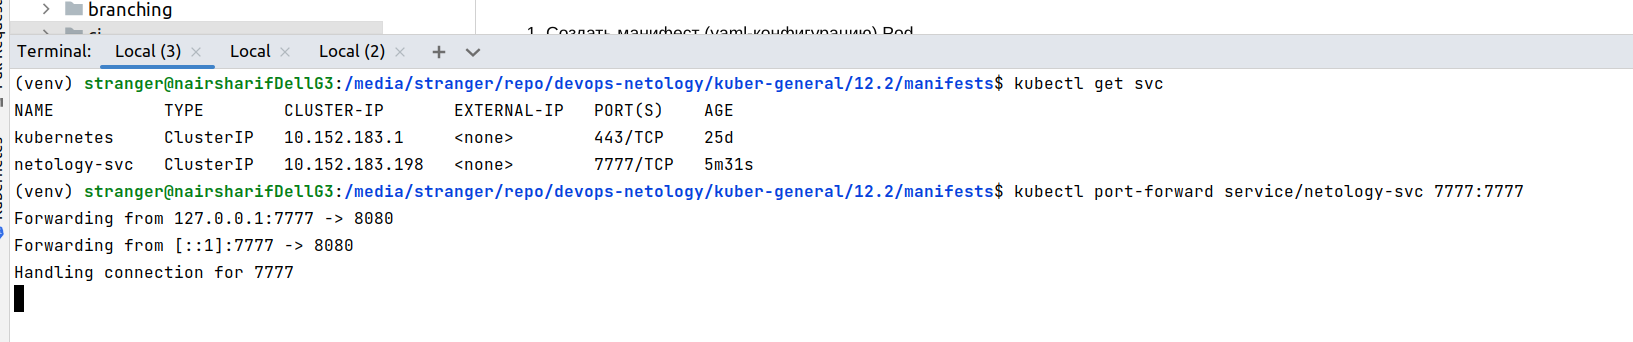 branching
1. Создать манифест (yaml-конфигурацию) Pod
Terminal: Local (3) × Local × Local (2) × +
(venv) stranger@nairsharifDellG3:/media/stranger/repo/devops-netology/kuber-general/12.2/manifests$ kubectl get svc
NAME TYPE CLUSTER-IP EXTERNAL-IP PORT(S) AGE
kubernetes ClusterIP 10.152.183.1 <none> 443/TCP 25d
netology-svc ClusterIP 10.152.183.198 <none> 7777/TCP 5m31s
(venv) stranger@nairsharifDellG3:/media/stranger/repo/devops-netology/kuber-general/12.2/manifests$ kubectl port-forward service/netology-svc 7777:7777
Forwarding from 127.0.0.1:7777 -> 8080
Forwarding from [::1]:7777 -> 8080
Handling connection for 7777